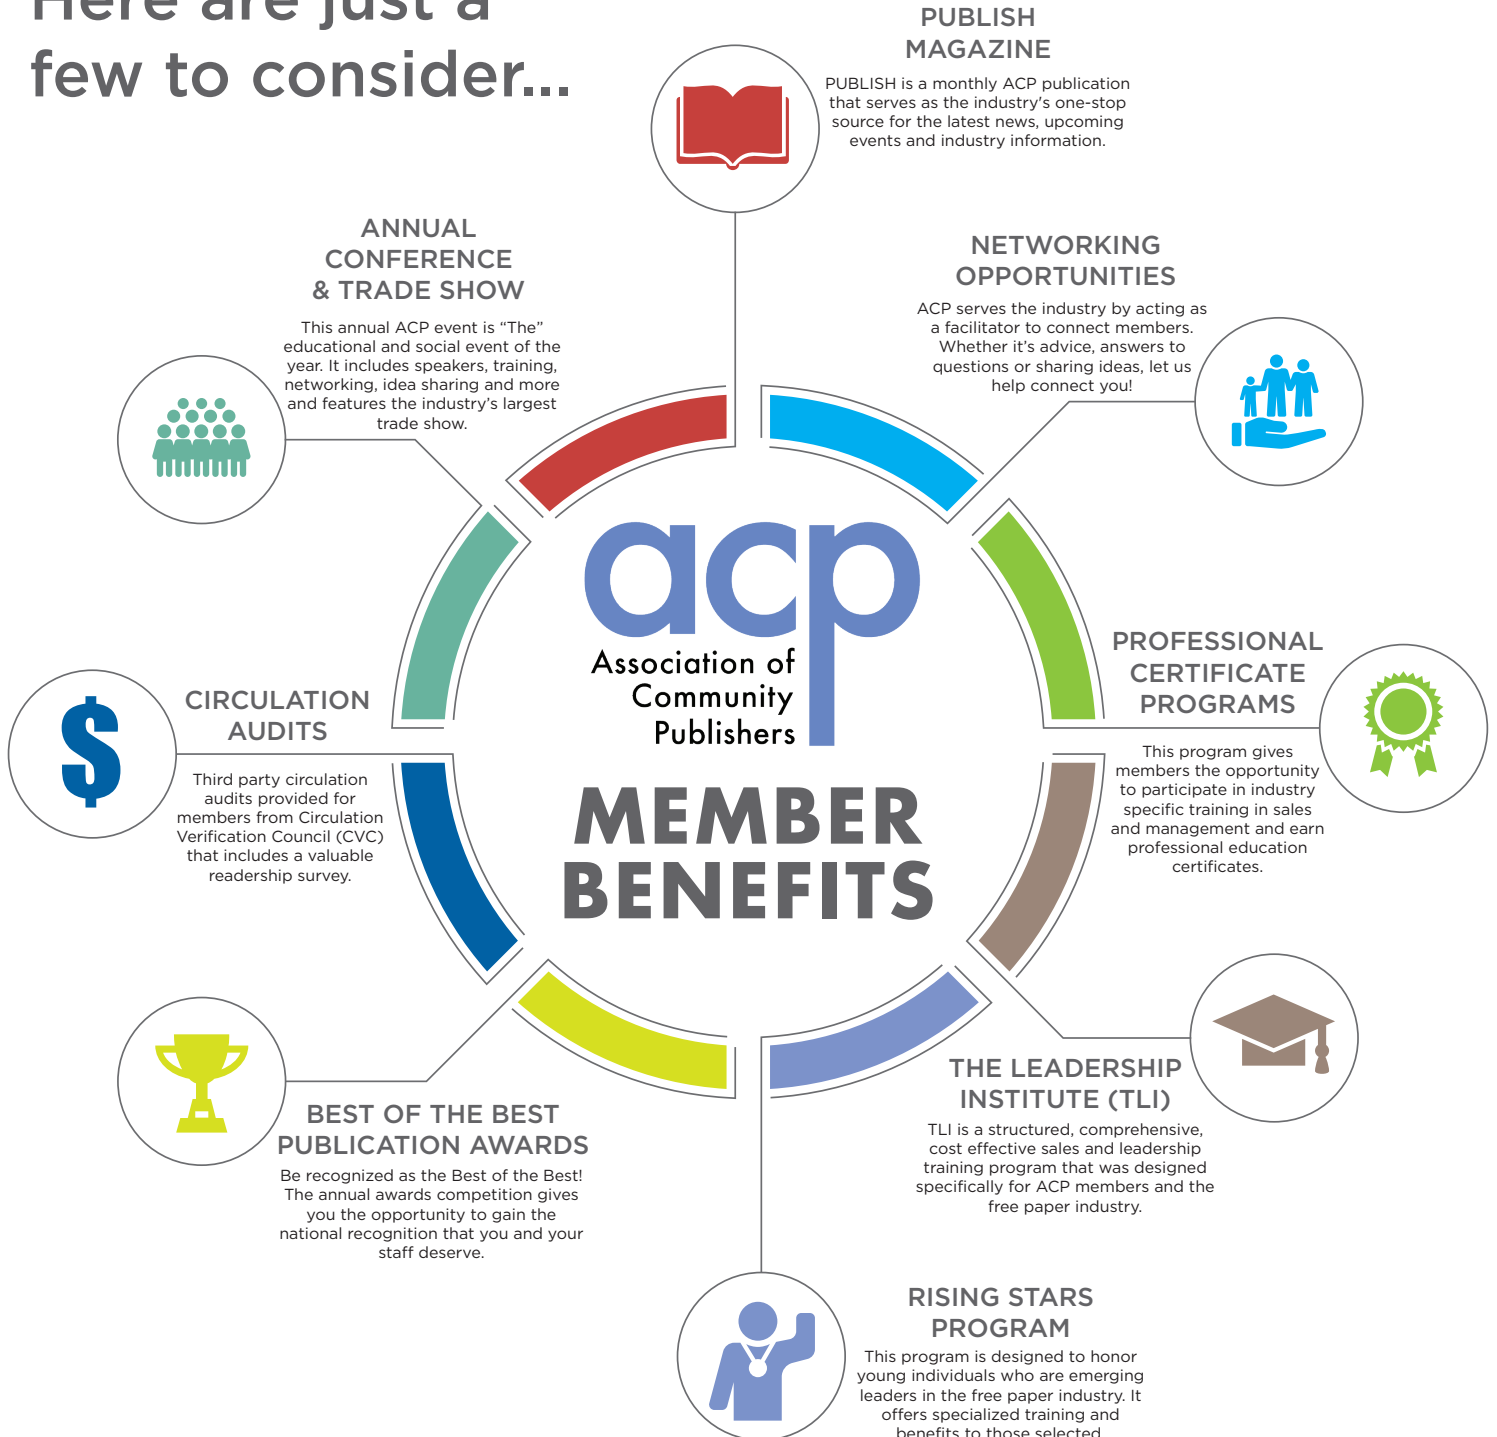 Here are just a
few to consider...
PUBLISH
MAGAZINE
PUBLISH is a monthly ACP publication
that serves as the industry's one-stop
source for the latest news, upcoming
events and industry information.
ANNUAL
CONFERENCE
& TRADE SHOW
This annual ACP event is “The”
educational and social event of the
year. It includes speakers, training,
networking, idea sharing and more
and features the industry’s largest
trade show.
NETWORKING
OPPORTUNITIES
ACP serves the industry by acting as
a facilitator to connect members.
Whether it’s advice, answers to
questions or sharing ideas, let us
help connect you!
acp
Association of
Community
Publishers
MEMBER
BENEFITS
PROFESSIONAL
CERTIFICATE
PROGRAMS
This program gives
members the opportunity
to participate in industry
specific training in sales
and management and earn
professional education
certificates.
$
CIRCULATION
AUDITS
Third party circulation
audits provided for
members from Circulation
Verification Council (CVC)
that includes a valuable
readership survey.
THE LEADERSHIP
INSTITUTE (TLI)
TLI is a structured, comprehensive,
cost effective sales and leadership
training program that was designed
specifically for ACP members and the
free paper industry.
BEST OF THE BEST
PUBLICATION AWARDS
Be recognized as the Best of the Best!
The annual awards competition gives
you the opportunity to gain the
national recognition that you and your
staff deserve.
RISING STARS
PROGRAM
This program is designed to honor
young individuals who are emerging
leaders in the free paper industry. It
offers specialized training and
benefits to those selected